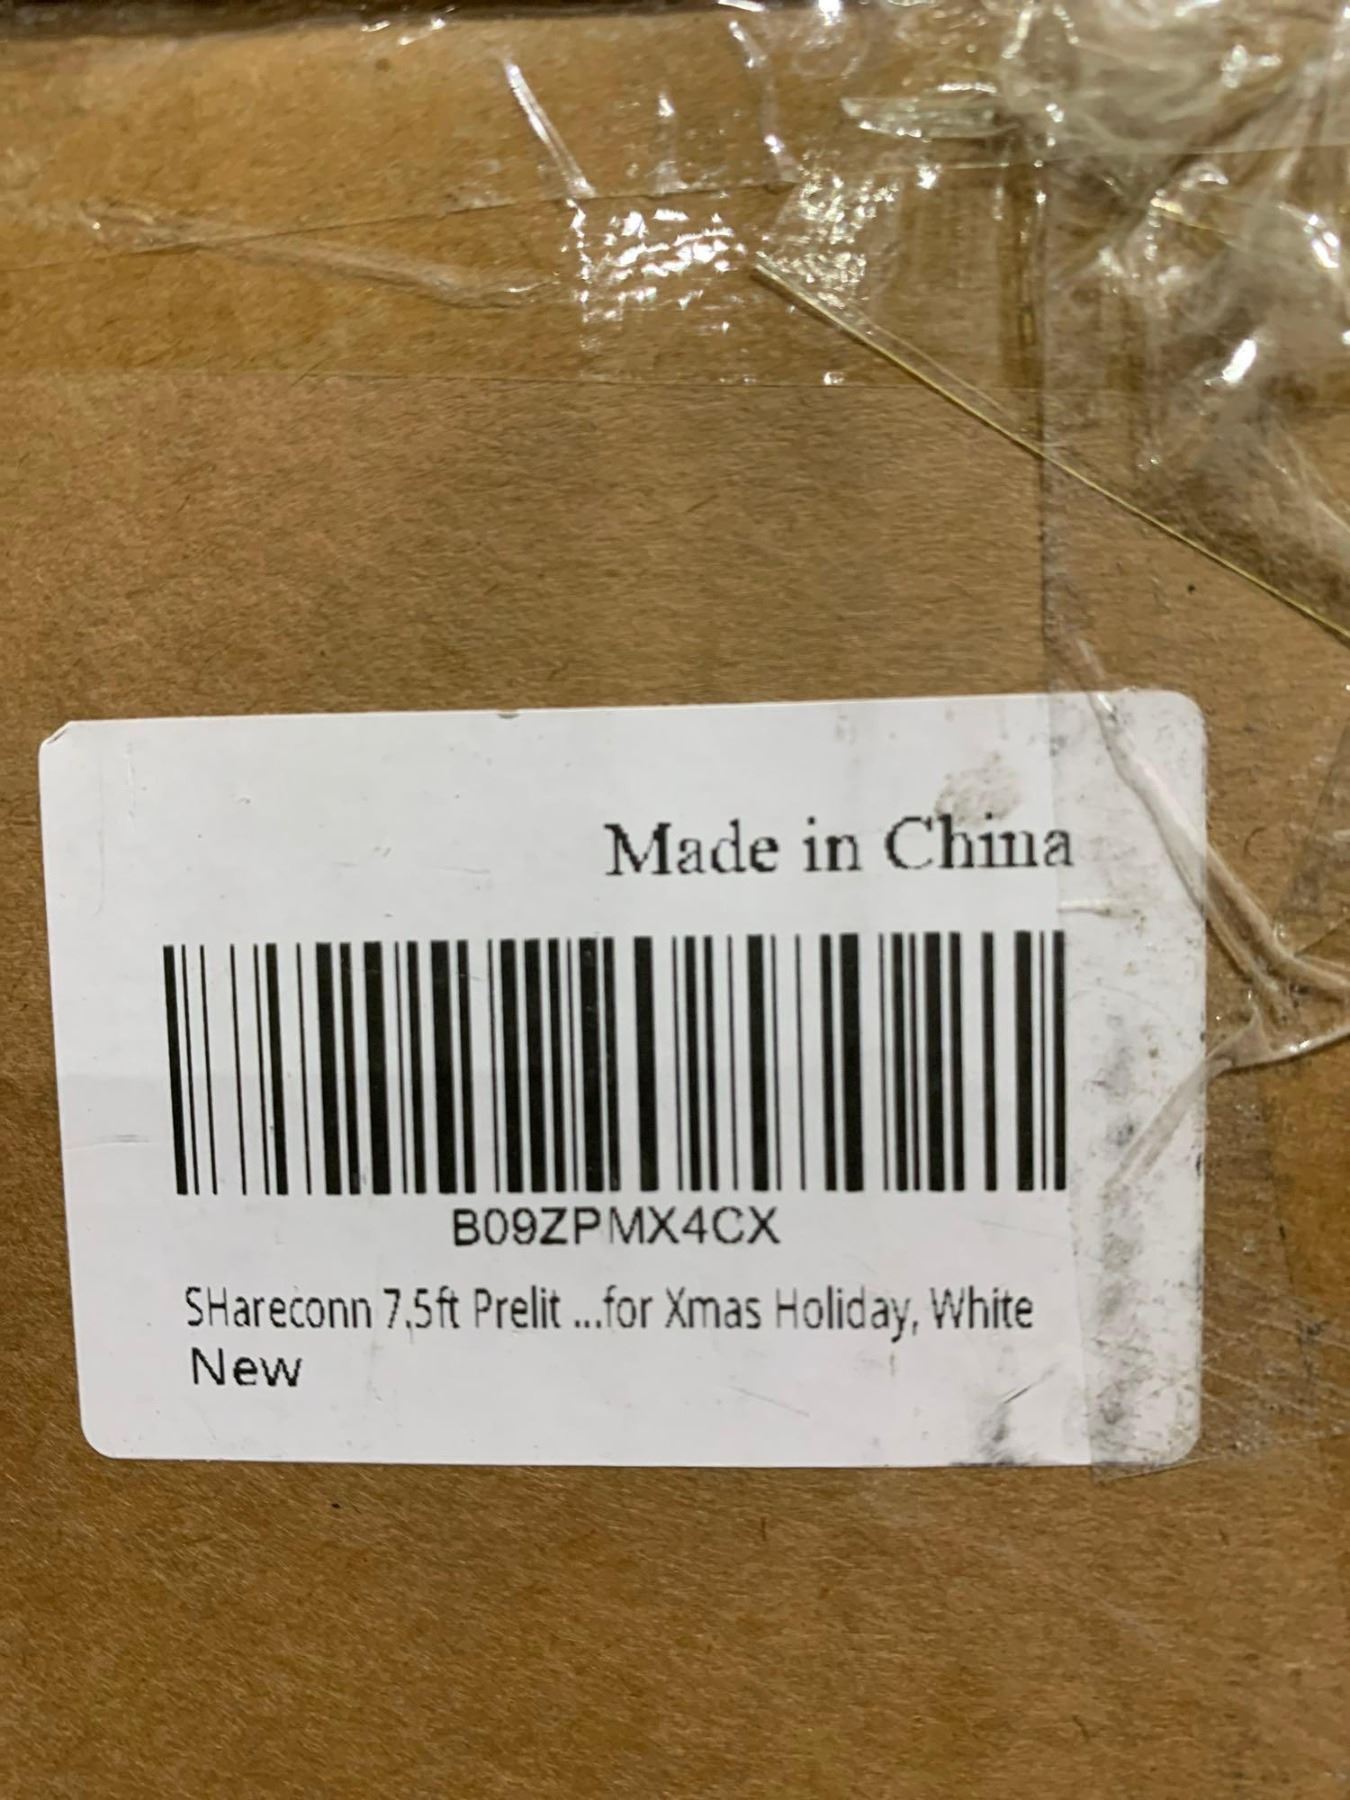 Made in China
B09ZPMX4CX
SHareconn 7.5ft Prelit ...for Xmas Holiday, White
New